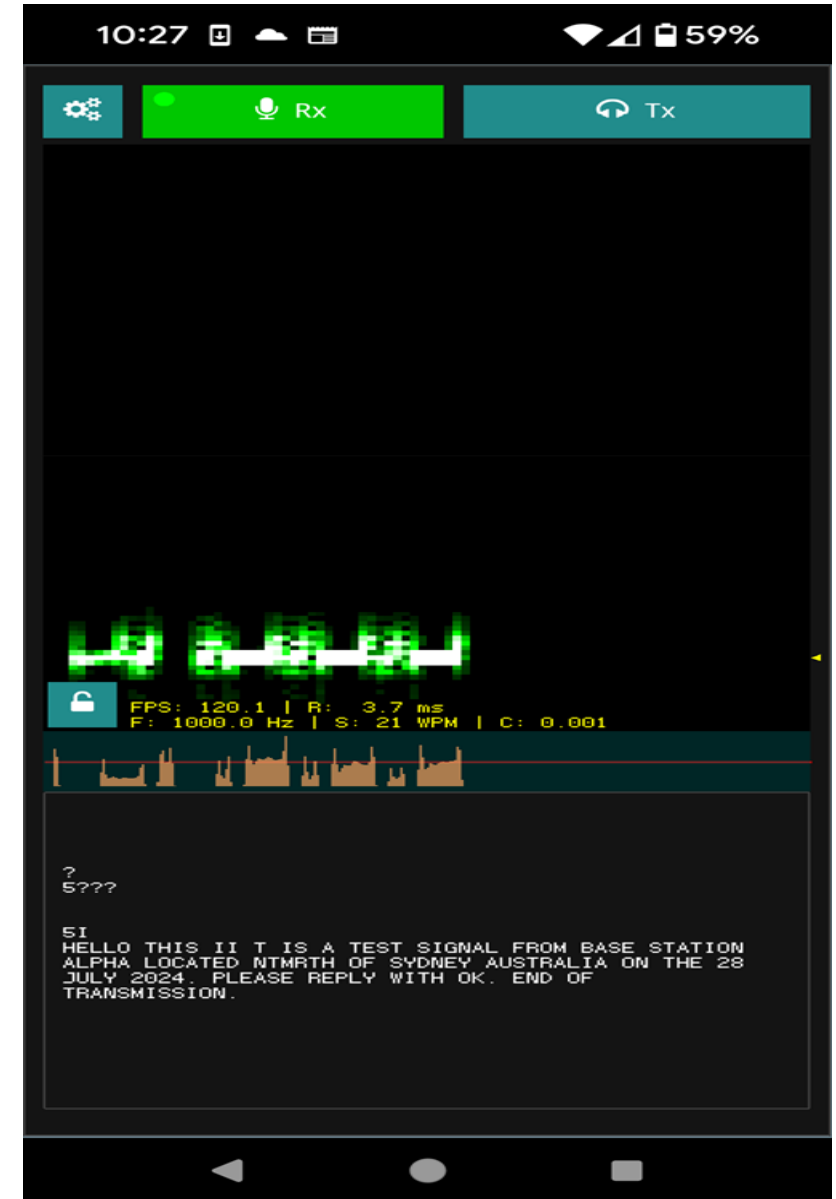 10:27 59%
Rx Tx
FPS: 120.1 | R: 3.7 ms
F: 1000.0 Hz | S: 21 WPM | C: 0.001
?
5???
5I
HELLO THIS II T IS A TEST SIGNAL FROM BASE STATION
ALPHA LOCATED NTMRTH OF SYDNEY AUSTRALIA ON THE 28
JULY 2024. PLEASE REPLY WITH OK. END OF
TRANSMISSION.